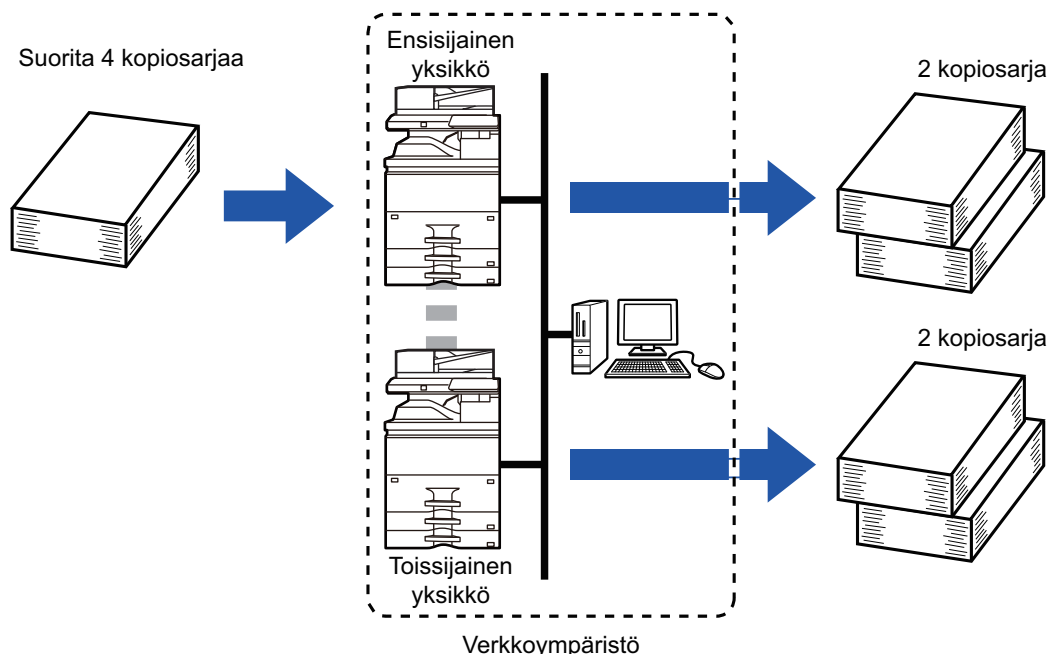 Suorita 4 kopiosarjaa
Ensisijainen
yksikkö
2 kopiosarja
2 kopiosarja
Toissijainen
yksikkö
Verkkoympäristö